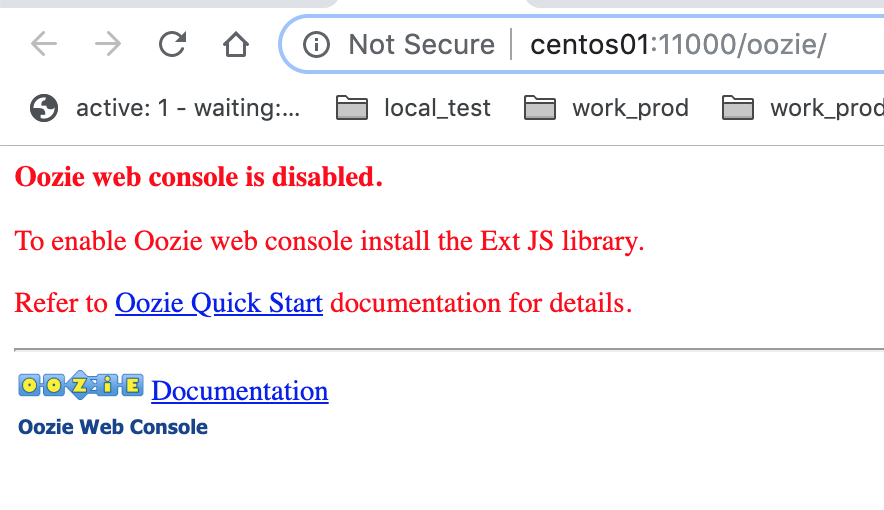 Not Secure | centos01:11000/oozie/
active: 1 - waiting:... local_test work_prod work_prod
Oozie web console is disabled.
To enable Oozie web console install the Ext JS library.
Refer to Oozie Quick Start documentation for details.
OOZiE Documentation
Oozie Web Console